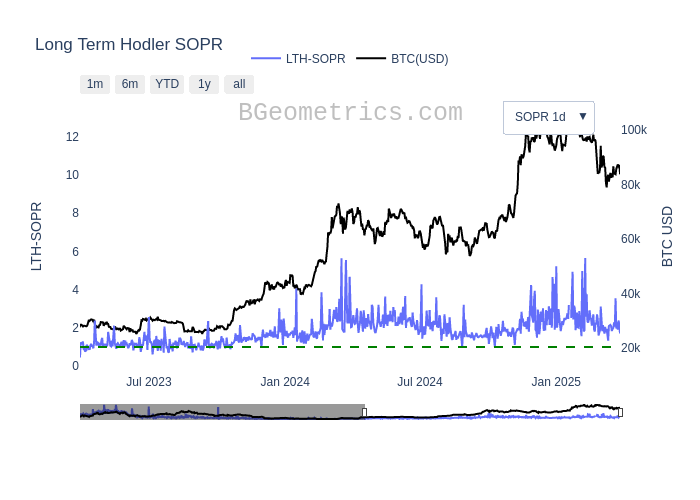 Long Term Hodler SOPR
LTH-SOPR BTC(USD)
1m 6m YTD 1y all
BGeometrics.com
SOPR 1d ▼
12
10
8
6
4
2
0
LTH-SOPR
100k
80k
60k
40k
20k
BTC USD
Jul 2023 Jan 2024 Jul 2024 Jan 2025